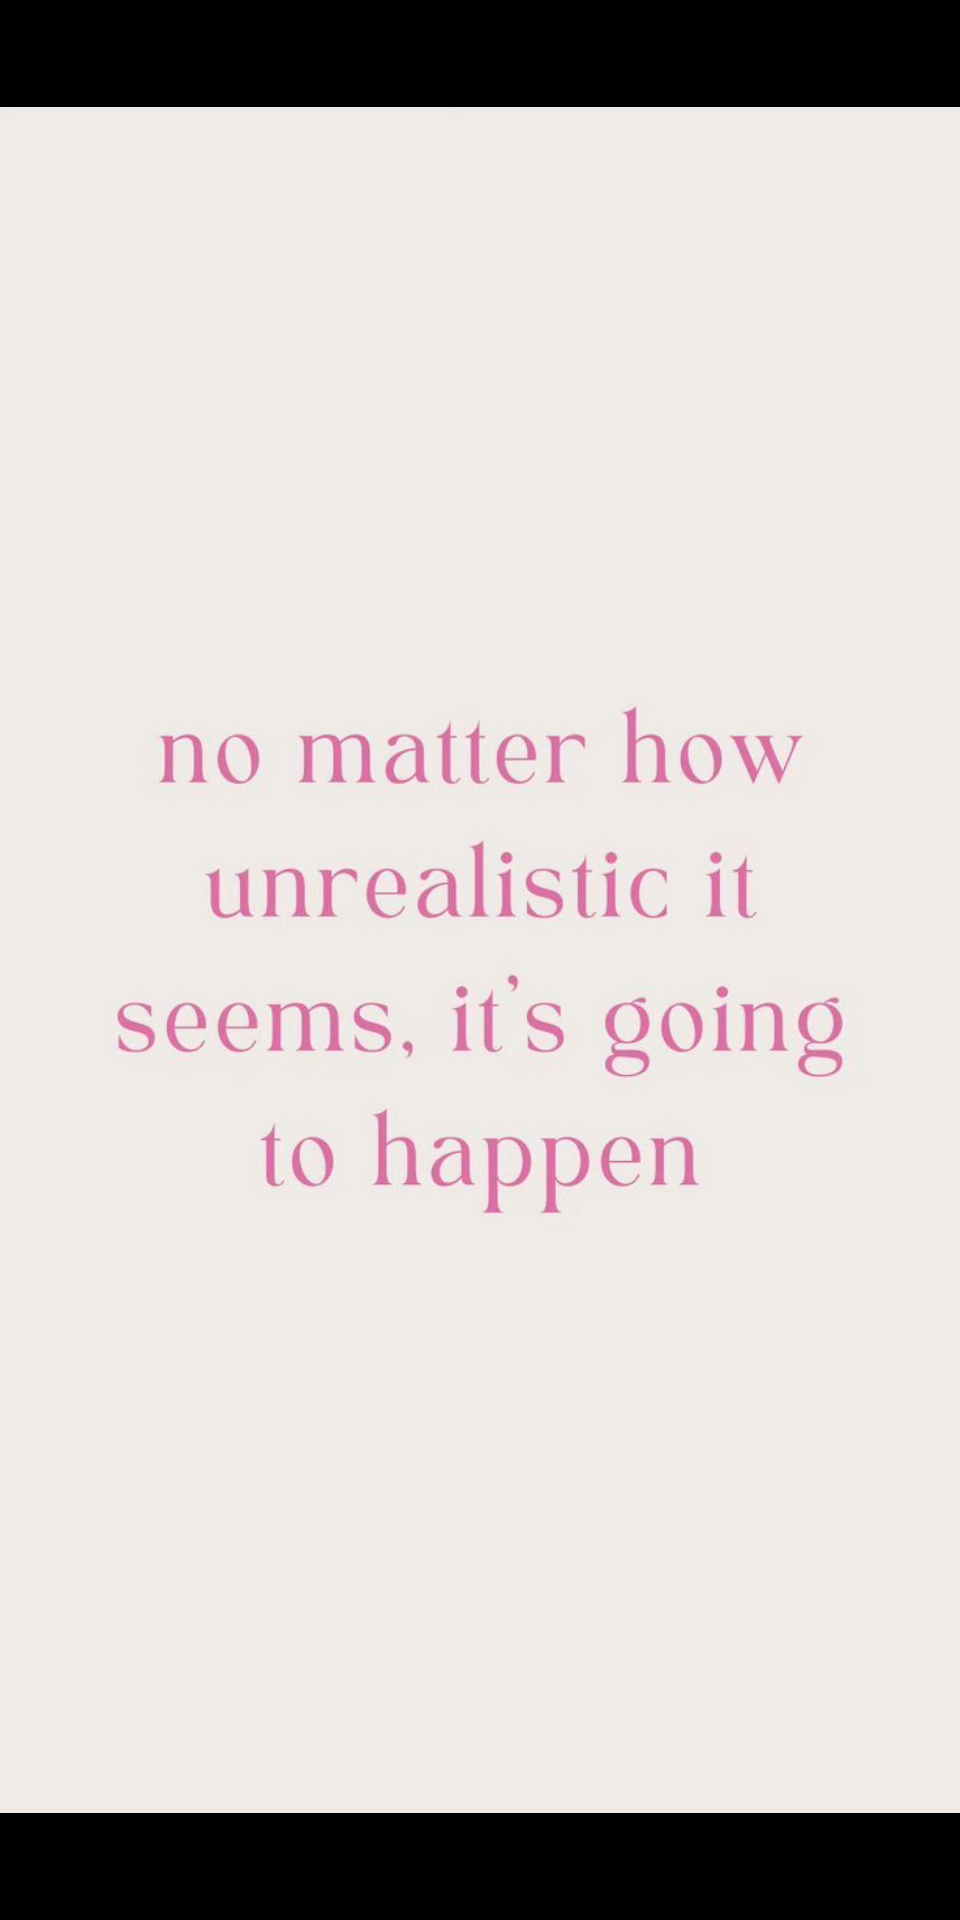 no matter how
unrealistic it
seems, it’s going
to happen